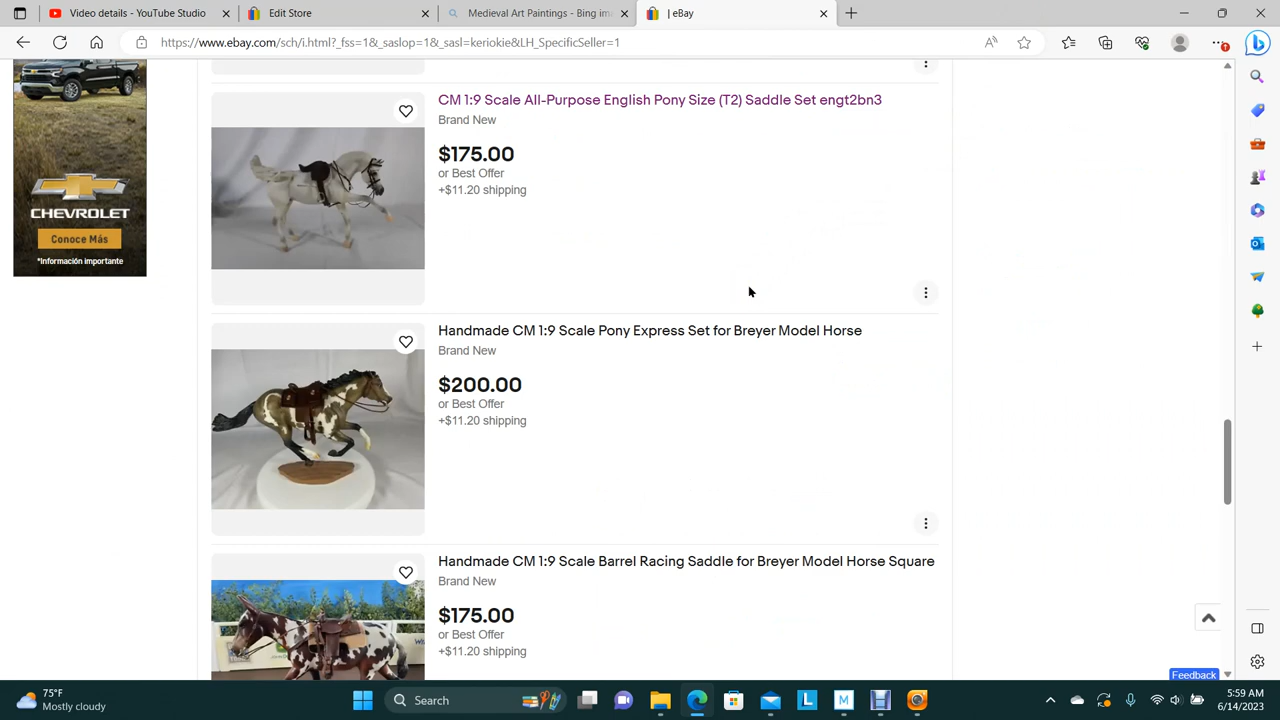 Video details - YouTube Studio
Edit Store
Medieval Art Paintings - Bing ima
| eBay
https://www.ebay.com/sch/i.html?_fss=1&_saslop=1&_sasl=keriokie&LH_SpecificSeller=1
CHEVROLET
Conoce Más
*Información importante
CM 1:9 Scale All-Purpose English Pony Size (T2) Saddle Set engt2bn3
Brand New
$175.00
or Best Offer
+$11.20 shipping
Handmade CM 1:9 Scale Pony Express Set for Breyer Model Horse
Brand New
$200.00
or Best Offer
+$11.20 shipping
Handmade CM 1:9 Scale Barrel Racing Saddle for Breyer Model Horse Square
Brand New
$175.00
or Best Offer
+$11.20 shipping
Feedback
75°F
Mostly cloudy
Search
5:59 AM
6/14/2023